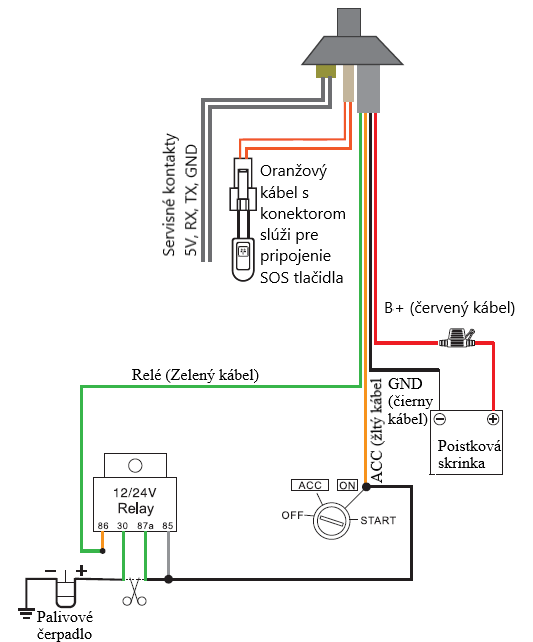 Servisné kontakty
5V, RX, TX, GND
Oranžový
kábel s
konektorom
slúži pre
pripojenie
SOS tlačidla
B+ (červený kábel)
Relé (Zelený kábel)
ACC (žltý kábel
GND
(čierny
kábel)
Poistková
skrinka
12/24V
Relay
86 30 87a 85
ACC
ON
OFF
START
Palivové
čerpadlo